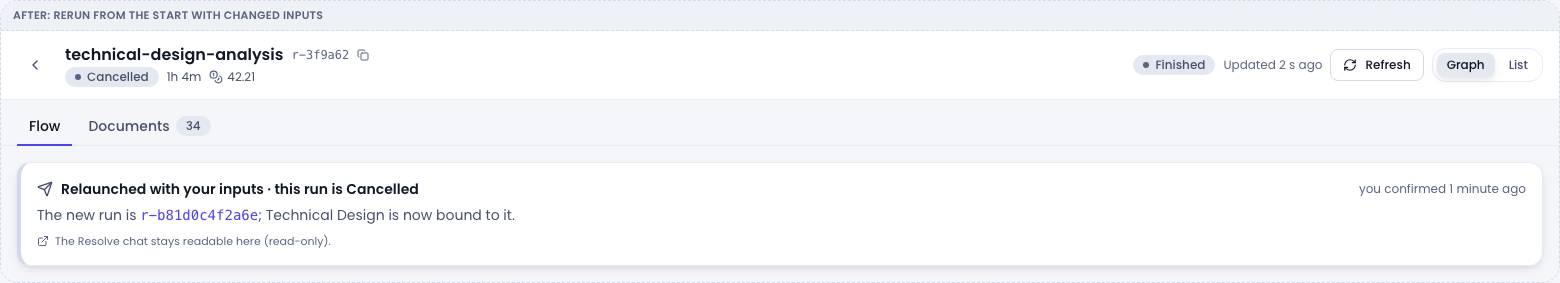 AFTER: RERUN FROM THE START WITH CHANGED INPUTS
technical-design-analysis r-3f9a62
Cancelled 1h 4m 42.21
Finished Updated 2 s ago Refresh Graph List
Flow Documents 34
Relaunched with your inputs · this run is Cancelled you confirmed 1 minute ago
The new run is r-b81d0c4f2a6e; Technical Design is now bound to it.
The Resolve chat stays readable here (read-only).